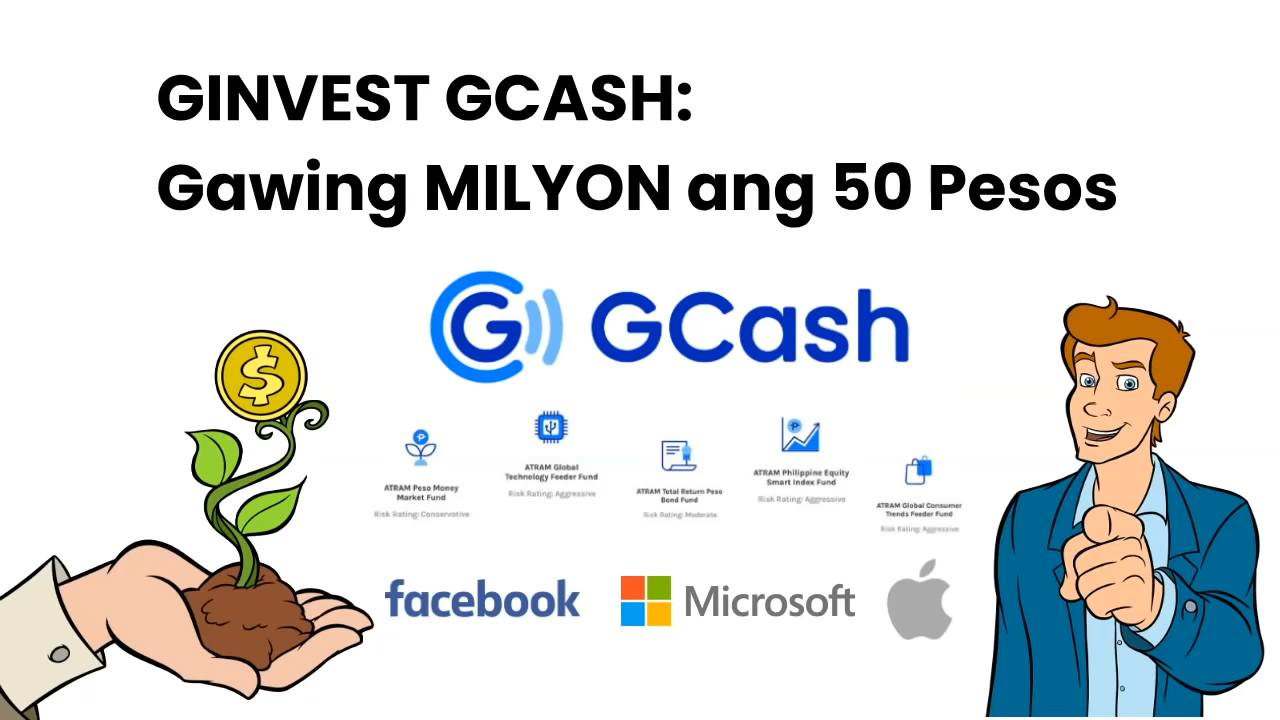 GINVEST GCASH:
Gawing MILYON ang 50 Pesos
GCash
ATRAM Peso Money
Market Fund
Risk Rating: Conservative
ATRAM Global
Technology Feeder Fund
Risk Rating: Aggressive
ATRAM Total Return Peso
Bond Fund
Risk Rating: Moderate
ATRAM Philippine Equity
Smart Index Fund
Risk Rating: Aggressive
ATRAM Global Consumer
Trends Feeder Fund
Risk Rating: Aggressive
facebook
Microsoft